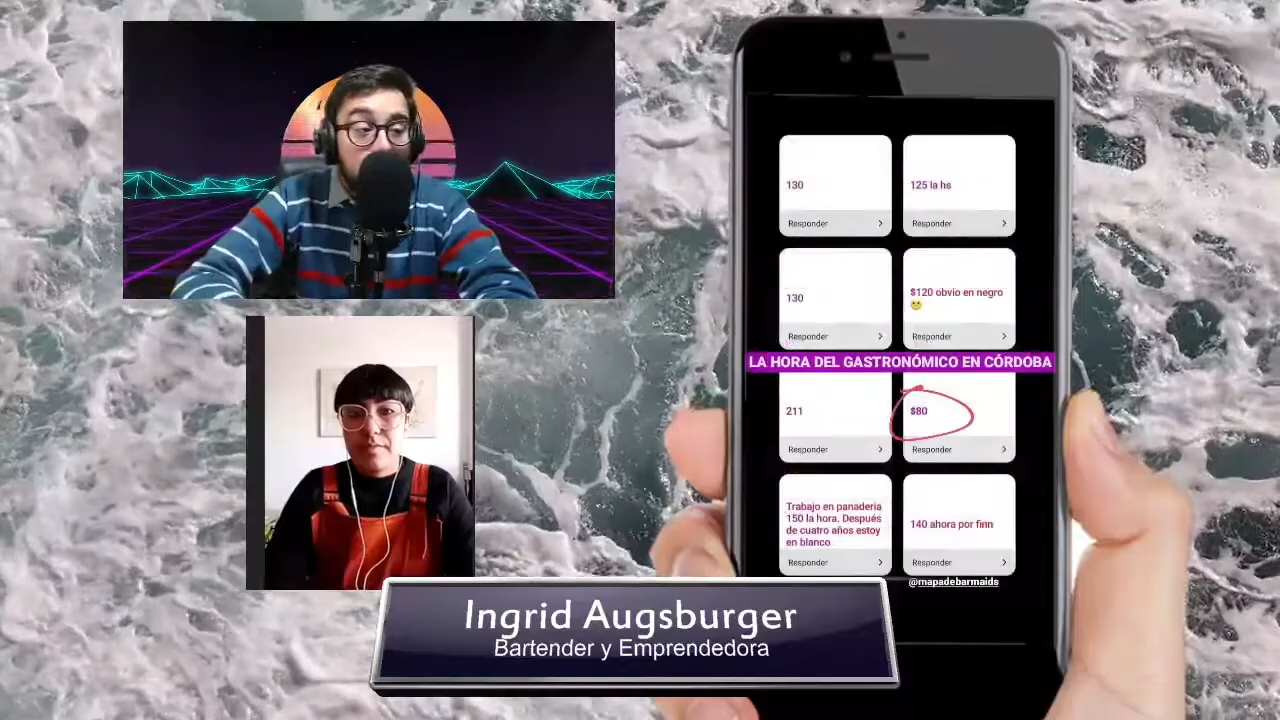 130
125 la hs
Responder
Responder
130
$120 obvio en negro
Responder
Responder
LA HORA DEL GASTRONÓMICO EN CÓRDOBA
211
$80
Responder
Responder
Trabajo en panaderia
150 la hora. Después
de cuatro años estoy
en blanco
140 ahora por finn
Responder
Responder
@mapadebarmaids
Ingrid Augsburger
Bartender y Emprendedora